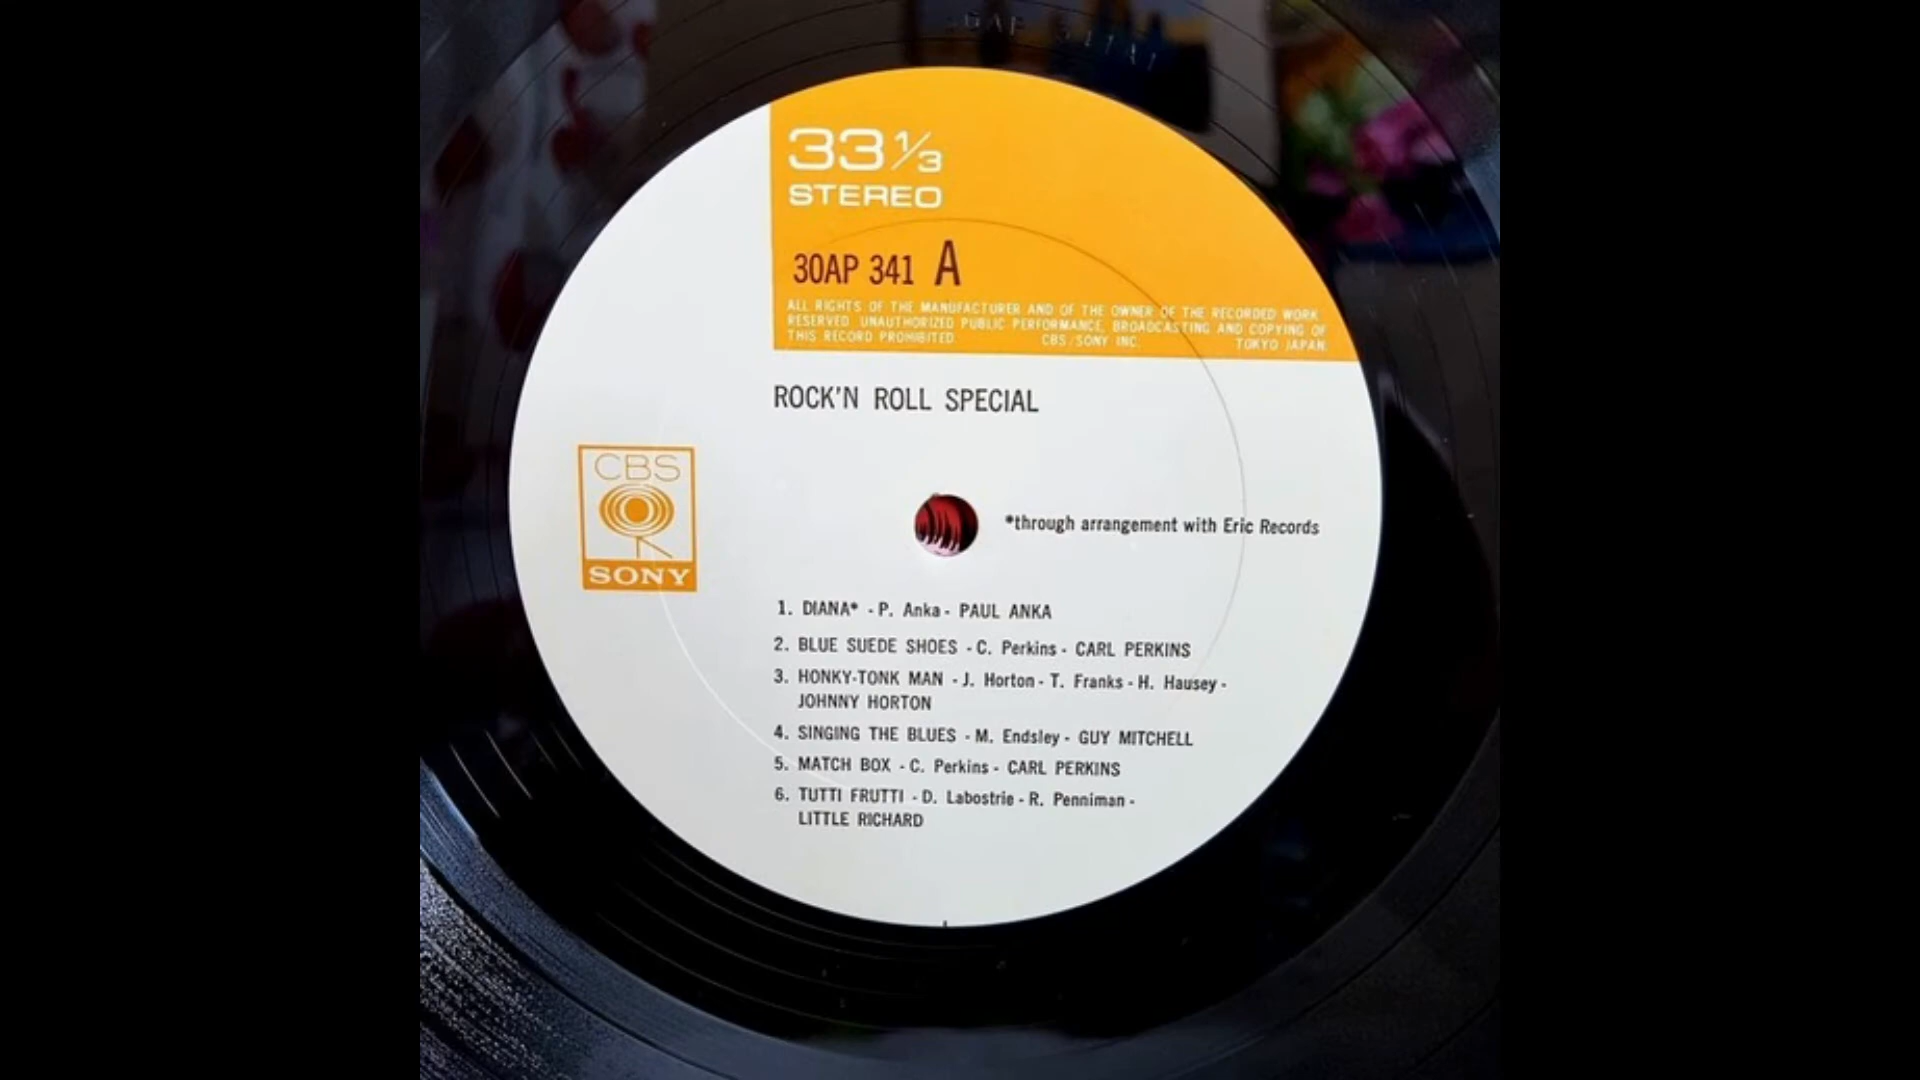 33 1/3
STEREO
30AP 341 A
ALL RIGHTS OF THE MANUFACTURER AND OF THE OWNER OF THE RECORDED WORK
RESERVED UNAUTHORIZED PUBLIC PERFORMANCE, BROADCASTING AND COPYING OF
THIS RECORD PROHIBITED CBS/SONY INC. TOKYO JAPAN.
ROCK'N ROLL SPECIAL
CBS
SONY
*through arrangement with Eric Records
1. DIANA* - P. Anka - PAUL ANKA
2. BLUE SUEDE SHOES - C. Perkins - CARL PERKINS
3. HONKY-TONK MAN - J. Horton - T. Franks - H. Hausey -
JOHNNY HORTON
4. SINGING THE BLUES - M. Endsley - GUY MITCHELL
5. MATCH BOX - C. Perkins - CARL PERKINS
6. TUTTI FRUTTI - D. Labostrie - R. Penniman -
LITTLE RICHARD